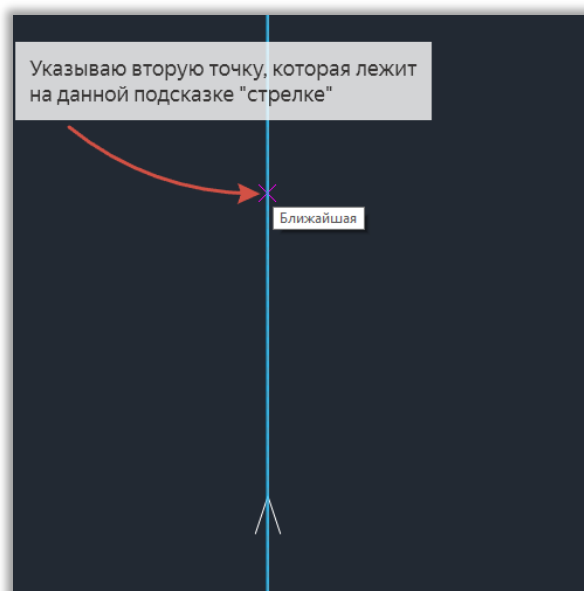 Указываю вторую точку, которая лежит
на данной подсказке "стрелке"
Ближайшая